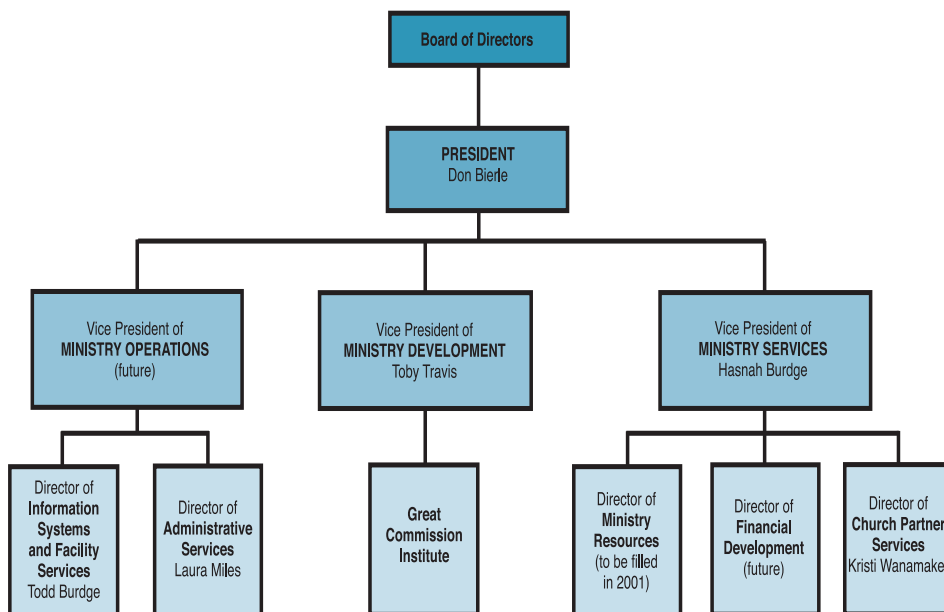 Board of Directors
PRESIDENT
Don Bierle
Vice President of
MINISTRY OPERATIONS
(future)
Vice President of
MINISTRY DEVELOPMENT
Toby Travis
Vice President of
MINISTRY SERVICES
Hasnah Burdge
Director of
Information
Systems
and Facility
Services
Todd Burdge
Director of
Administrative
Services
Laura Miles
Great
Commission
Institute
Director of
Ministry
Resources
(to be filled
in 2001)
Director of
Financial
Development
(future)
Director of
Church Partner
Services
Kristi Wanamake